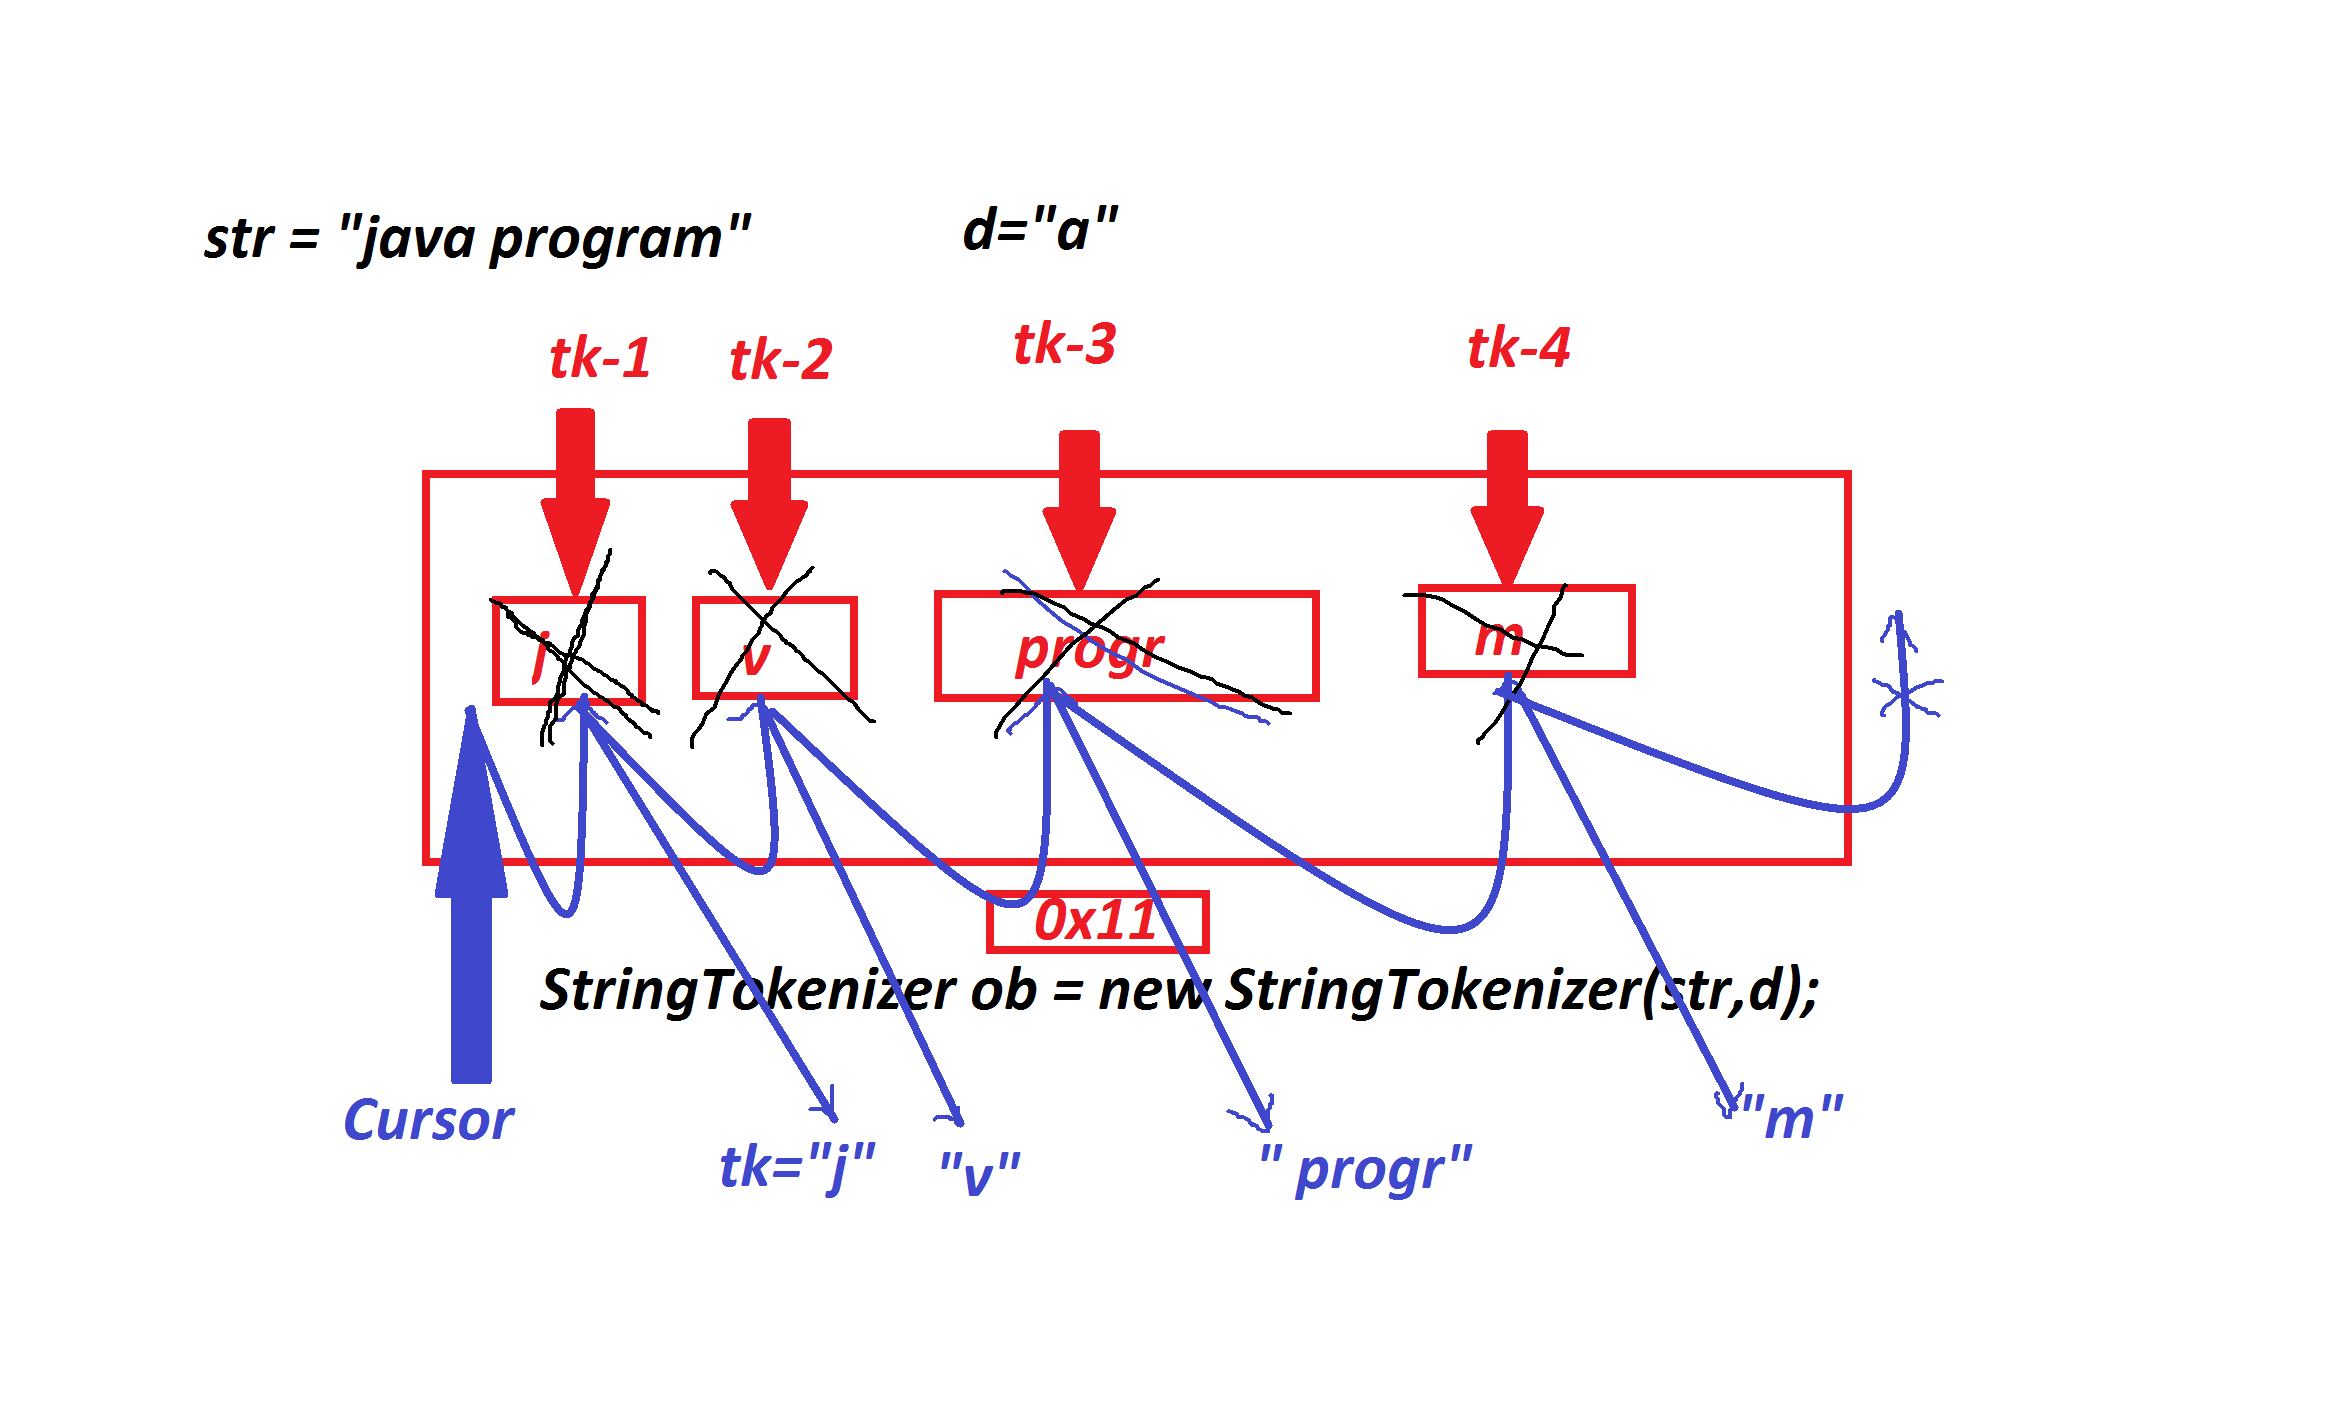 str = "java program" d="a"
tk-1 tk-2 tk-3 tk-4
j v progr m
0x11
StringTokenizer ob = new StringTokenizer(str,d);
Cursor
tk="j" "v" " progr" "m"